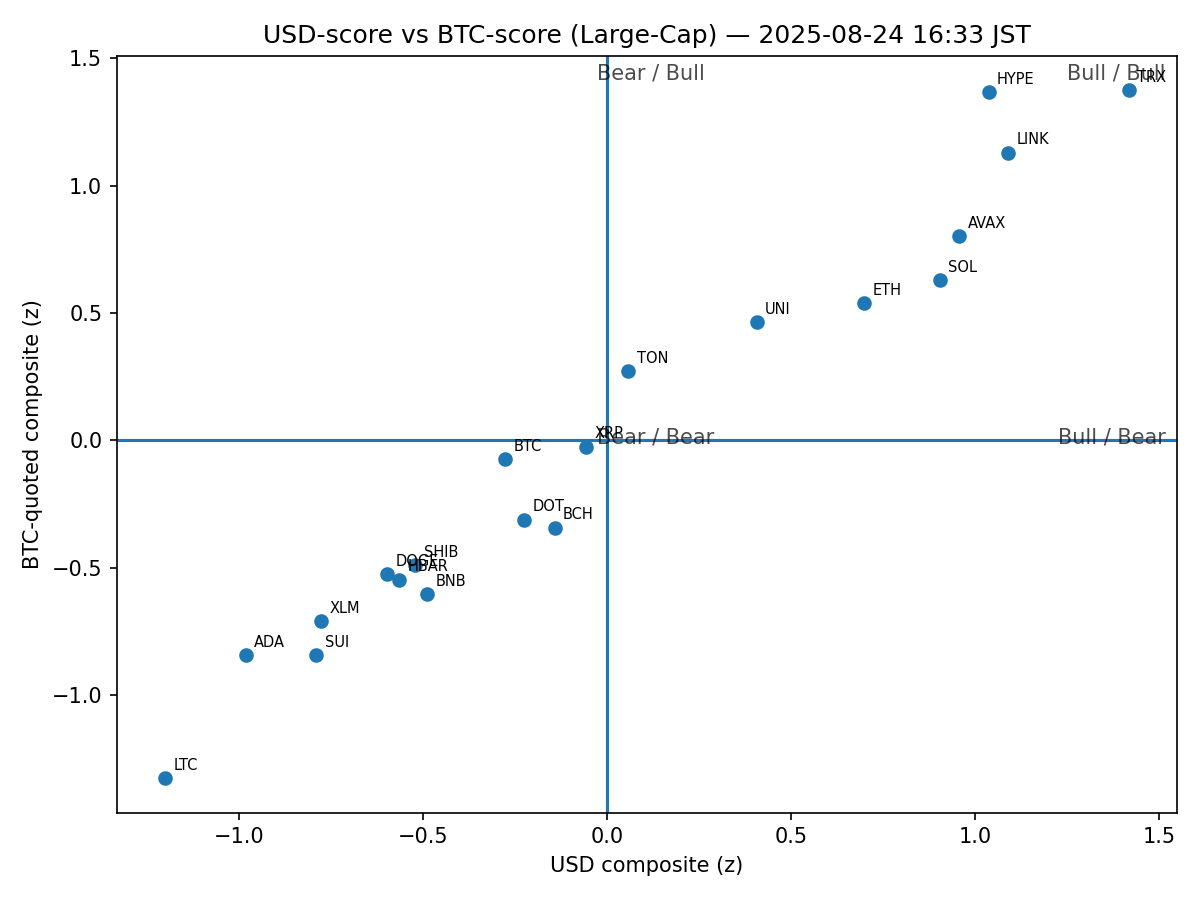 USD-score vs BTC-score (Large-Cap) — 2025-08-24 16:33 JST
1.5
Bear / Bull
Bull / Bull
TRX
HYPE
LINK
1.0
AVAX
SOL
ETH
0.5
UNI
TON
BTC-quoted composite (z)
0.0
XRP
Bear / Bear
Bull / Bear
BTC
DOT
BCH
−0.5
SHIB
DOGE
HBAR
BNB
XLM
ADA
SUI
−1.0
LTC
−1.0
−0.5
0.0
0.5
1.0
1.5
USD composite (z)